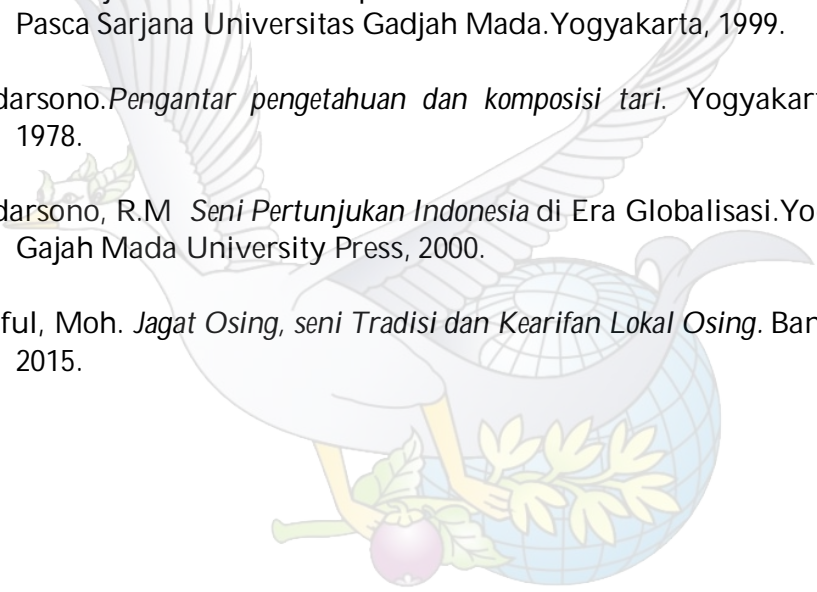 Pasca Sarjana Universitas Gadjah Mada.Yogyakarta, 1999.
darsono.Pengantar pengetahuan dan komposisi tari. Yogyakar
1978.
darsono, R.M Seni Pertunjukan Indonesia di Era Globalisasi.Yo
Gajah Mada University Press, 2000.
ful, Moh. Jagat Osing, seni Tradisi dan Kearifan Lokal Osing. Ban
2015.